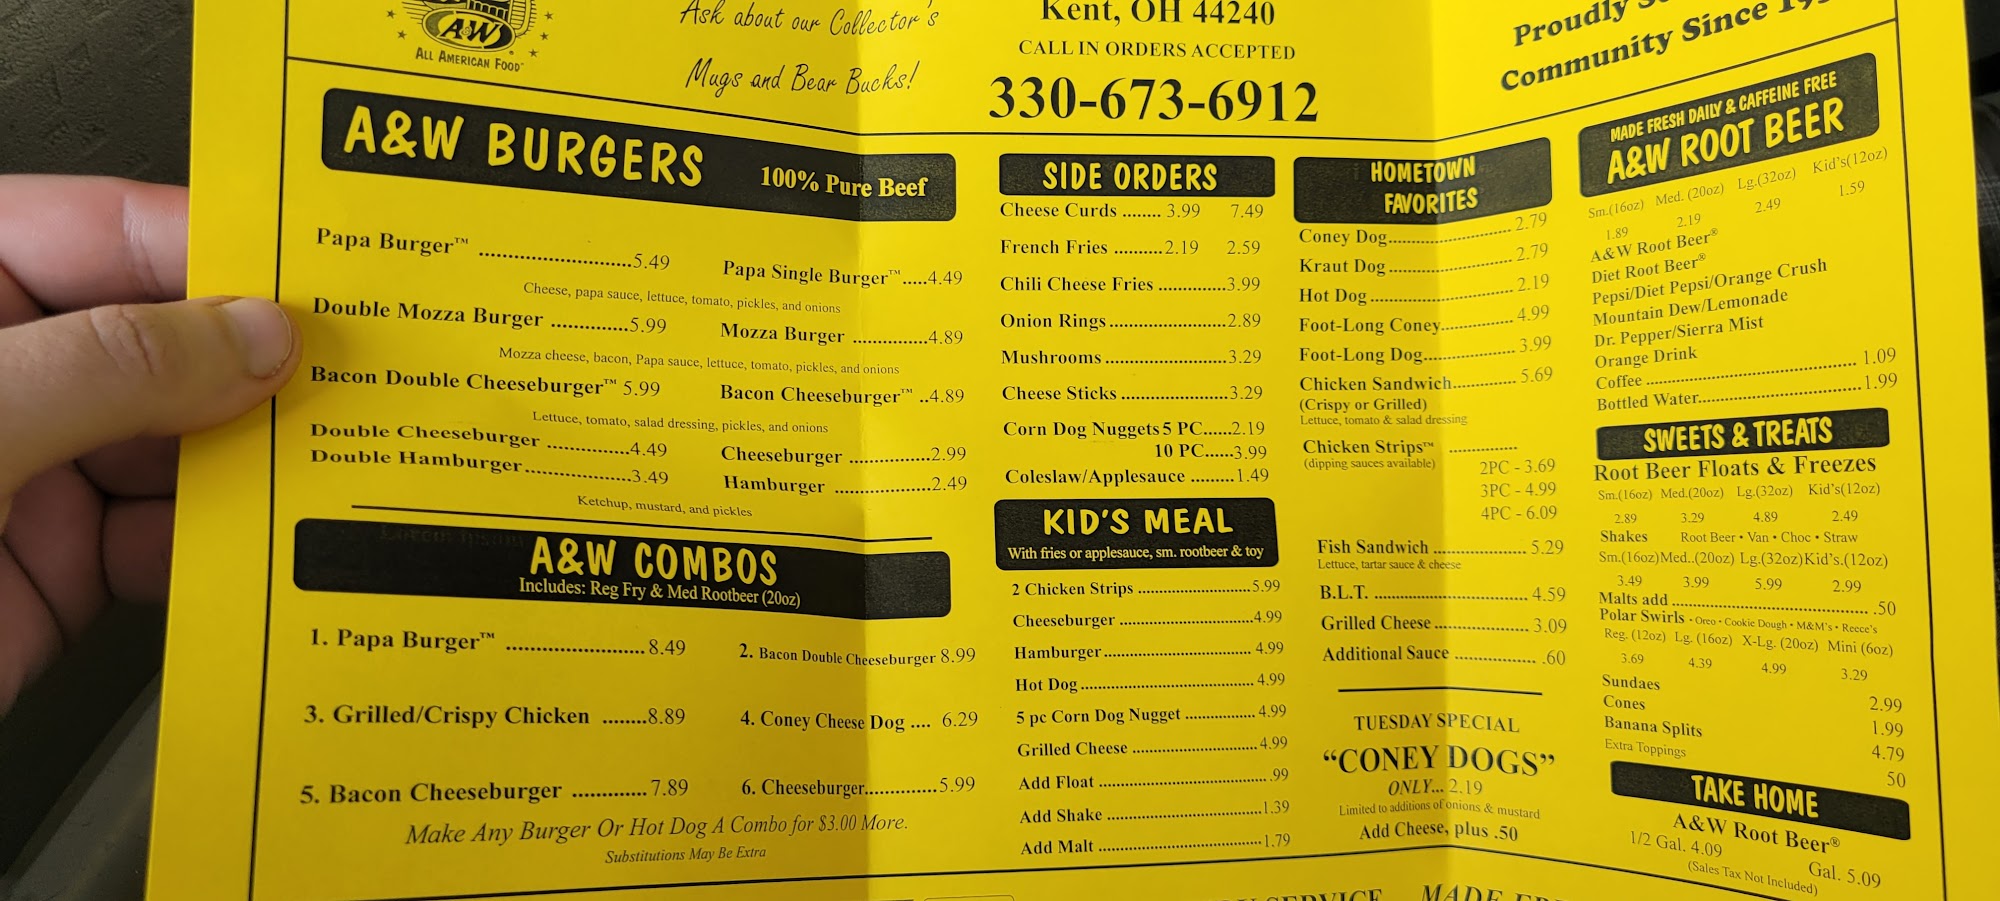 A&W
ALL AMERICAN FOOD
Ask about our Collector's
Mugs and Bear Bucks!
Kent, OH 44240
CALL IN ORDERS ACCEPTED
330-673-6912
Proudly
Community Since
A&W BURGERS 100% Pure Beef
Papa Burger™ ..............................5.49 Papa Single Burger™.....4.49
Cheese, papa sauce, lettuce, tomato, pickles, and onions
Double Mozza Burger .............5.99 Mozza Burger ...............4.89
Mozza cheese, bacon, Papa sauce, lettuce, tomato, pickles, and onions
Bacon Double Cheeseburger™ 5.99 Bacon Cheeseburger™ ..4.89
Lettuce, tomato, salad dressing, pickles, and onions
Double Cheeseburger ..............4.49 Cheeseburger ................2.99
Double Hamburger..................3.49 Hamburger ...................2.49
Ketchup, mustard, and pickles
A&W COMBOS
Includes: Reg Fry & Med Rootbeer (20oz)
1. Papa Burger™ ........................8.49 2. Bacon Double Cheeseburger 8.99
3. Grilled/Crispy Chicken ........8.89 4. Coney Cheese Dog .... 6.29
5. Bacon Cheeseburger .............7.89 6. Cheeseburger...............5.99
Make Any Burger Or Hot Dog A Combo for $3.00 More.
Substitutions May Be Extra
SIDE ORDERS
Cheese Curds ........ 3.99 7.49
French Fries ..........2.19 2.59
Chili Cheese Fries ..............3.99
Onion Rings........................2.89
Mushrooms.........................3.29
Cheese Sticks ......................3.29
Corn Dog Nuggets 5 PC......2.19
10 PC......3.99
Coleslaw/Applesauce .........1.49
KID'S MEAL
With fries or applesauce, sm. rootbeer & toy
2 Chicken Strips ..........................5.99
Cheeseburger ...............................4.99
Hamburger...................................4.99
Hot Dog........................................4.99
5 pc Corn Dog Nugget ................4.99
Grilled Cheese .............................4.99
Add Float .......................................99
Add Shake...................................1.39
Add Malt .....................................1.79
HOMETOWN
FAVORITES
Coney Dog..........................2.79
Kraut Dog..........................2.79
Hot Dog..............................2.19
Foot-Long Coney...............4.99
Foot-Long Dog...................3.99
Chicken Sandwich..............5.69
(Crispy or Grilled)
Lettuce, tomato & salad dressing
Chicken Strips™ ..............
(dipping sauces available)
2PC - 3.69
3PC - 4.99
4PC - 6.09
Fish Sandwich ....................5.29
Lettuce, tartar sauce & cheese
B.L.T. .................................4.59
Grilled Cheese....................3.09
Additional Sauce .................60
TUESDAY SPECIAL
“CONEY DOGS”
ONLY... 2.19
Limited to additions of onions & mustard
Add Cheese, plus .50
MADE FRESH DAILY & CAFFEINE FREE
A&W ROOT BEER
Sm.(16oz) Med. (20oz) Lg.(32oz) Kid's(12oz)
1.89 2.19 2.49 1.59
A&W Root Beer®
Diet Root Beer®
Pepsi/Diet Pepsi/Orange Crush
Mountain Dew/Lemonade
Dr. Pepper/Sierra Mist
Orange Drink
Coffee ..........................................1.09
Bottled Water................................1.99
SWEETS & TREATS
Root Beer Floats & Freezes
Sm.(16oz) Med.(20oz) Lg.(32oz) Kid's(12oz)
2.89 3.29 4.89 2.49
Shakes Root Beer • Van • Choc • Straw
Sm.(16oz)Med..(20oz) Lg.(32oz)Kid's.(12oz)
3.49 3.99 5.99 2.99
Malts add ........................................50
Polar Swirls • Oreo • Cookie Dough • M&M's • Reece's
Reg. (12oz) Lg. (16oz) X-Lg. (20oz) Mini (6oz)
3.69 4.39 4.99 3.29
Sundaes 2.99
Cones 1.99
Banana Splits 4.79
Extra Toppings 50
TAKE HOME
A&W Root Beer®
1/2 Gal. 4.09 Gal. 5.09
(Sales Tax Not Included)
SERVICE MADE